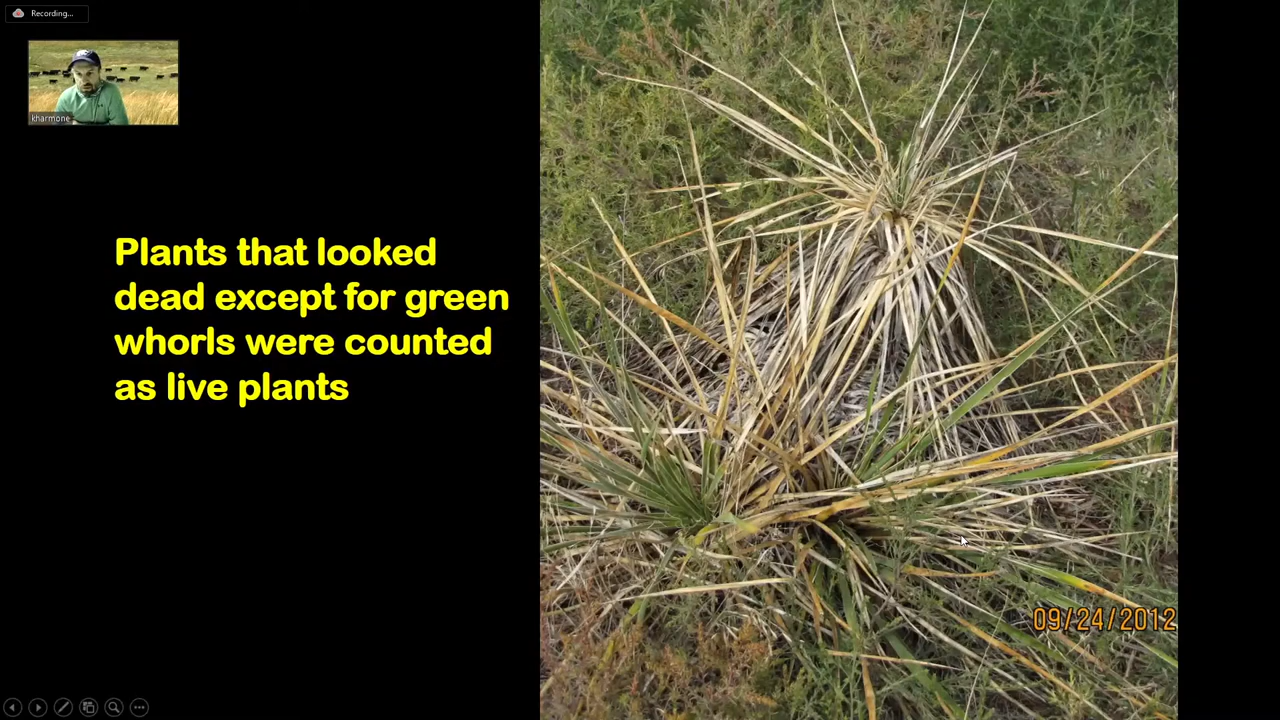 Recording...
kharmone
Plants that looked
dead except for green
whorls were counted
as live plants
09/24/2012